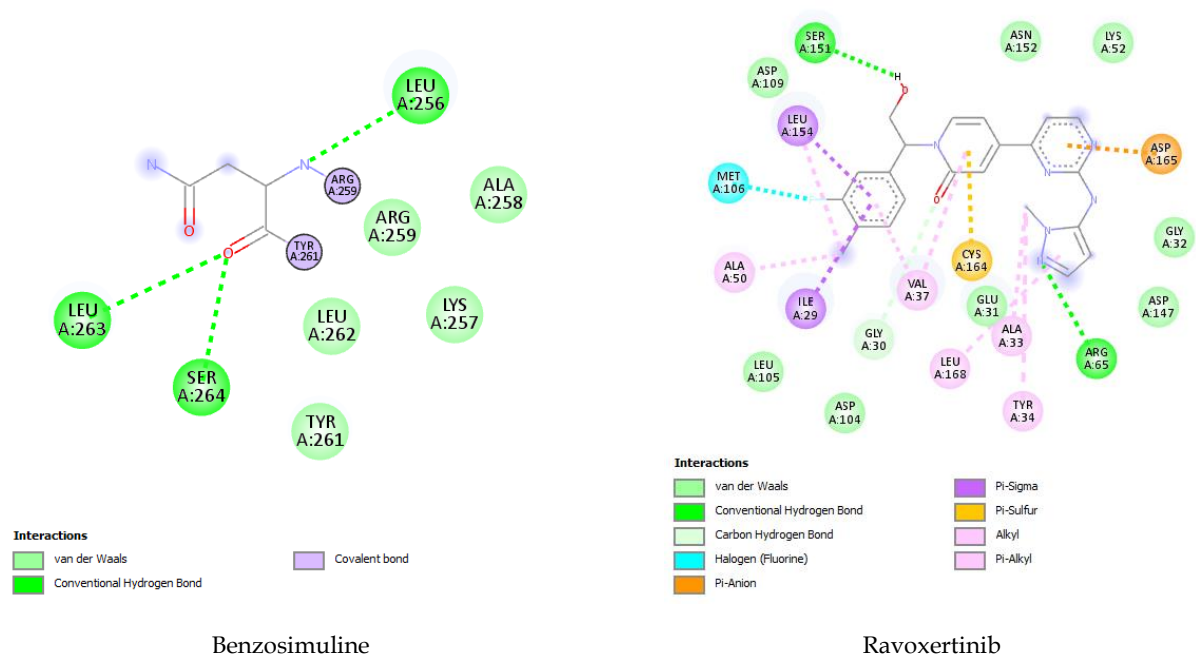 LEU
A:256
N
N
ARG
A:259
ALA
A:258
ARG
A:259
O
TYR
A:261
O
LEU
A:263
LEU
A:262
LYS
A:257
SER
A:264
TYR
A:261
Interactions
van der Waals
Conventional Hydrogen Bond
Covalent bond
Benzosimuline
SER
A:151
ASN
A:152
LYS
A:52
ASP
A:109
H
O
LEU
A:154
N
N
ASP
A:165
MET
A:106
N
O
N
N
GLY
A:32
ALA
A:50
CYS
A:164
ILE
A:29
VAL
A:37
GLU
A:31
ASP
A:147
GLY
A:30
ALA
A:33
ARG
A:65
LEU
A:105
LEU
A:168
ASP
A:104
TYR
A:34
Interactions
van der Waals
Conventional Hydrogen Bond
Carbon Hydrogen Bond
Halogen (Fluorine)
Pi-Anion
Pi-Sigma
Pi-Sulfur
Alkyl
Pi-Alkyl
Ravoxertinib